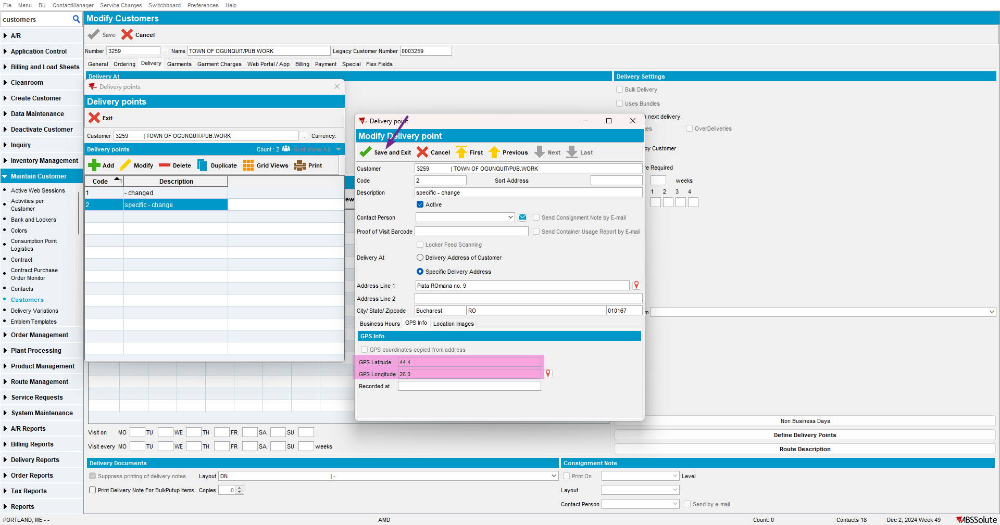 File Menu BU ContactManager Service Charges Switchboard Preferences Help
customers
Modify Customers
Save Cancel
Number 3259 ... Name TOWN OF OGUNQUIT/PUB.WORK Legacy Customer Number 0003259
General Ordering Delivery Garments Garment Charges Web Portal / App Billing Payment Special Flex Fields
A/R
Application Control
Billing and Load Sheets
Cleanroom
Create Customer
Data Maintenance
Deactivate Customer
Inquiry
Inventory Management
Maintain Customer
Active Web Sessions
Activities per
Customer
Bank and Lockers
Colors
Consumption Point
Logistics
Contract
Contract Purchase
Order Monitor
Contacts
Customers
Delivery Variations
Emblem Templates
Order Management
Plant Processing
Product Management
Route Management
Service Requests
System Maintenance
A/R Reports
Billing Reports
Delivery Reports
Order Reports
Tax Reports
Reports
Delivery At
Delivery points
Delivery points
Exit
Customer 3259 | TOWN OF OGUNQUIT/PUB.WORK ... Currency:
Delivery points Count : 2 Grid View All
Add Modify Delete Duplicate Grid Views Print
Code 1 Description
1 - changed
2 specific - change
ew
Delivery point
Modify Delivery point
Save and Exit Cancel First Previous Next Last
Customer 3259 | TOWN OF OGUNQUIT/PUB.WORK
Code 2 Sort Address
Description specific - change
Active
Contact Person Send Consignment Note by E-mail
Proof of Visit Barcode Send Container Usage Report by E-mail
Locker Feed Scanning
Delivery At Delivery Address of Customer
Specific Delivery Address
Address Line 1 Piata ROmana no. 9
Address Line 2
City/ State/ Zipcode Bucharest RO 010167
Business Hours GPS Info Location Images
GPS Info
GPS coordinates copied from address
GPS Latitude 44.4
GPS Longitude 26.0
Recorded at
Delivery Settings
Bulk Delivery
Uses Bundles
n next delivery:
es OverDeliveries
by Customer
re Required
weeks
1 2 3 4
m
Non Business Days
Define Delivery Points
Route Description
Visit on MO TU WE TH FR SA SU
Visit every MO TU WE TH FR SA SU weeks
Delivery Documents
Suppress printing of delivery notes Layout DN | -
Print Delivery Note For BulkPutup Items Copies 0
Consignment Note
Print On Level
Layout
Contact Person Send by e-mail
PORTLAND, ME - - AMD Count: 0 Contacts 18 Dec 2, 2024 Week 49 ABSSolute